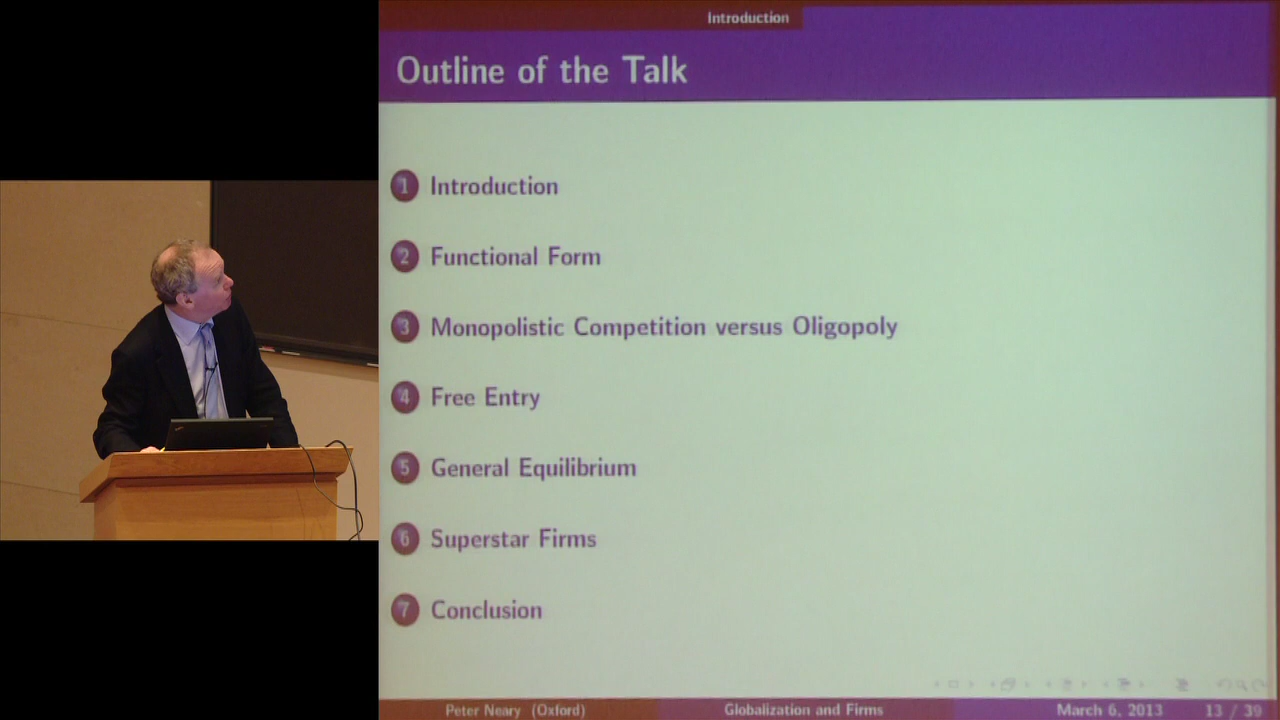 Introduction
Outline of the Talk
1 Introduction
2 Functional Form
3 Monopolistic Competition versus Oligopoly
4 Free Entry
5 General Equilibrium
6 Superstar Firms
7 Conclusion
Peter Neary (Oxford) Globalization and Firms March 6, 2013 13 / 39